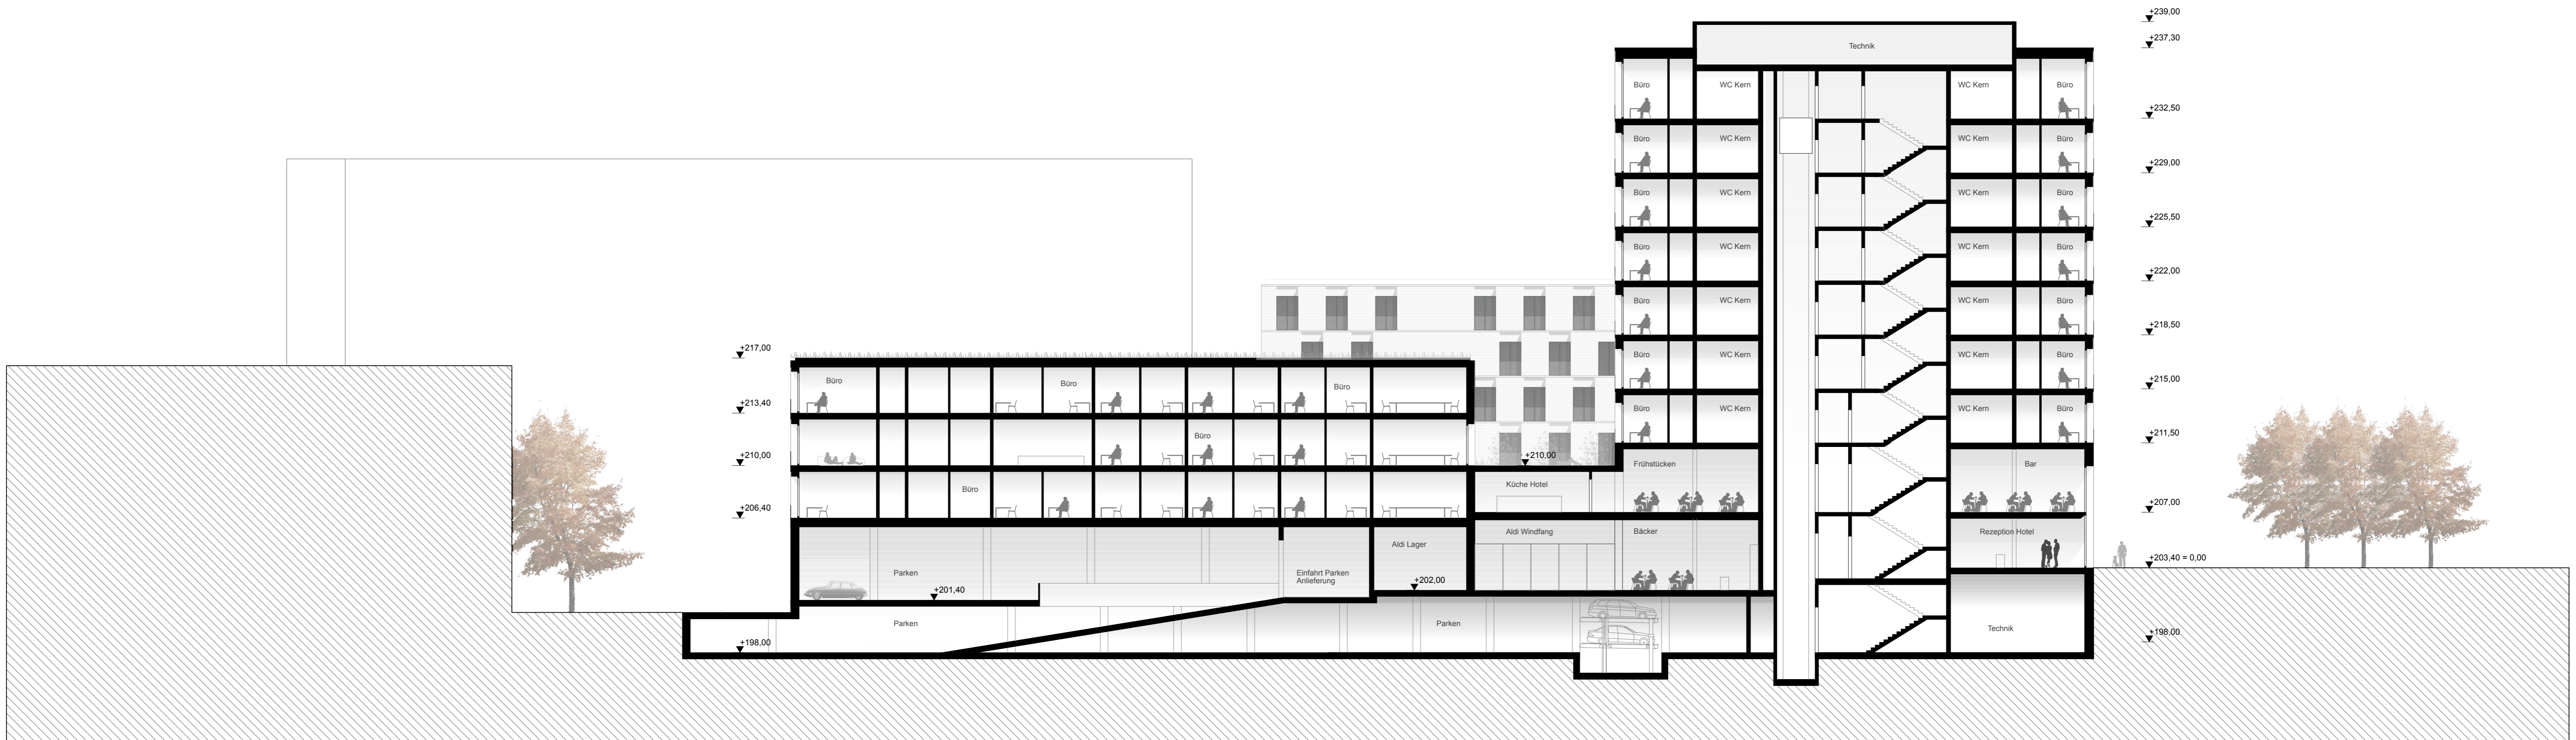 +239,00
+237,30
Technik
Büro
WC Kern
WC Kern
Büro
+232,50
Büro
WC Kern
WC Kern
Büro
+229,00
Büro
WC Kern
WC Kern
Büro
+225,50
Büro
WC Kern
WC Kern
Büro
+222,00
Büro
WC Kern
WC Kern
Büro
+218,50
Büro
WC Kern
WC Kern
Büro
+215,00
Büro
WC Kern
WC Kern
Büro
+211,50
+217,00
Büro
Büro
Büro
+213,40
Büro
+210,00
+210,00
Frühstücken
Bar
Küche Hotel
Büro
+206,40
+207,00
Aldi Windfang
Bäcker
Rezeption Hotel
Aldi Lager
+203,40 = 0,00
Parken
Einfahrt Parken
Anlieferung
+202,00
+201,40
Parken
Parken
Technik
+198,00
+198,00